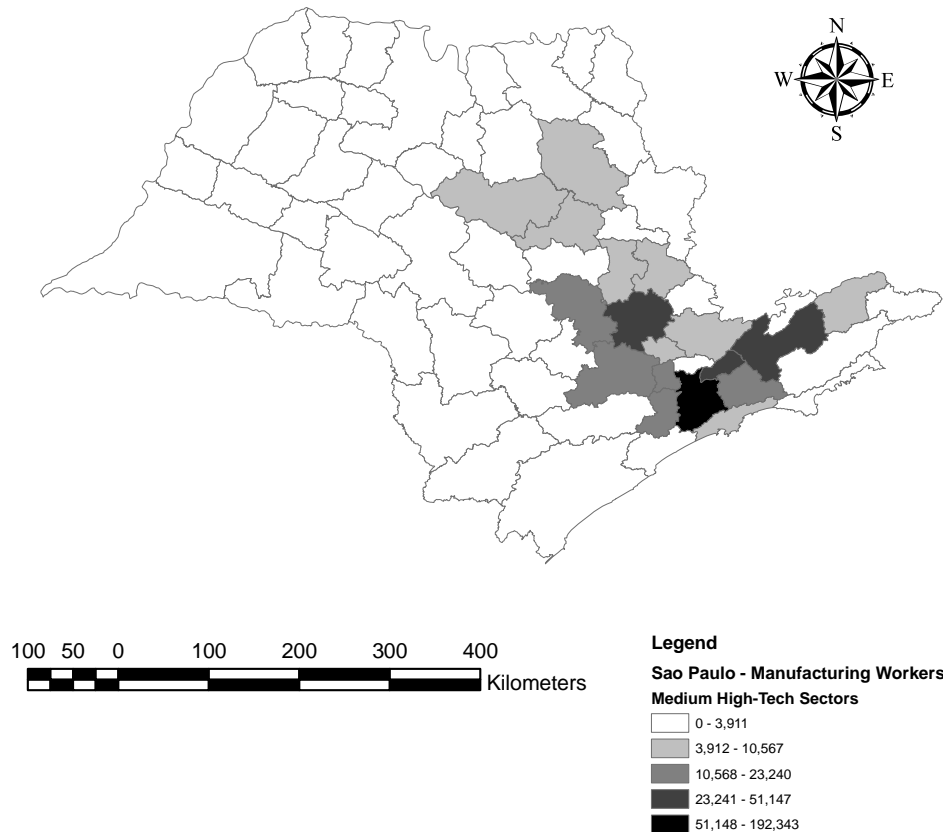 N
W E
S
100 50 0 100 200 300 400
Kilometers
Legend
Sao Paulo - Manufacturing Workers
Medium High-Tech Sectors
0 - 3,911
3,912 - 10,567
10,568 - 23,240
23,241 - 51,147
51,148 - 192,343